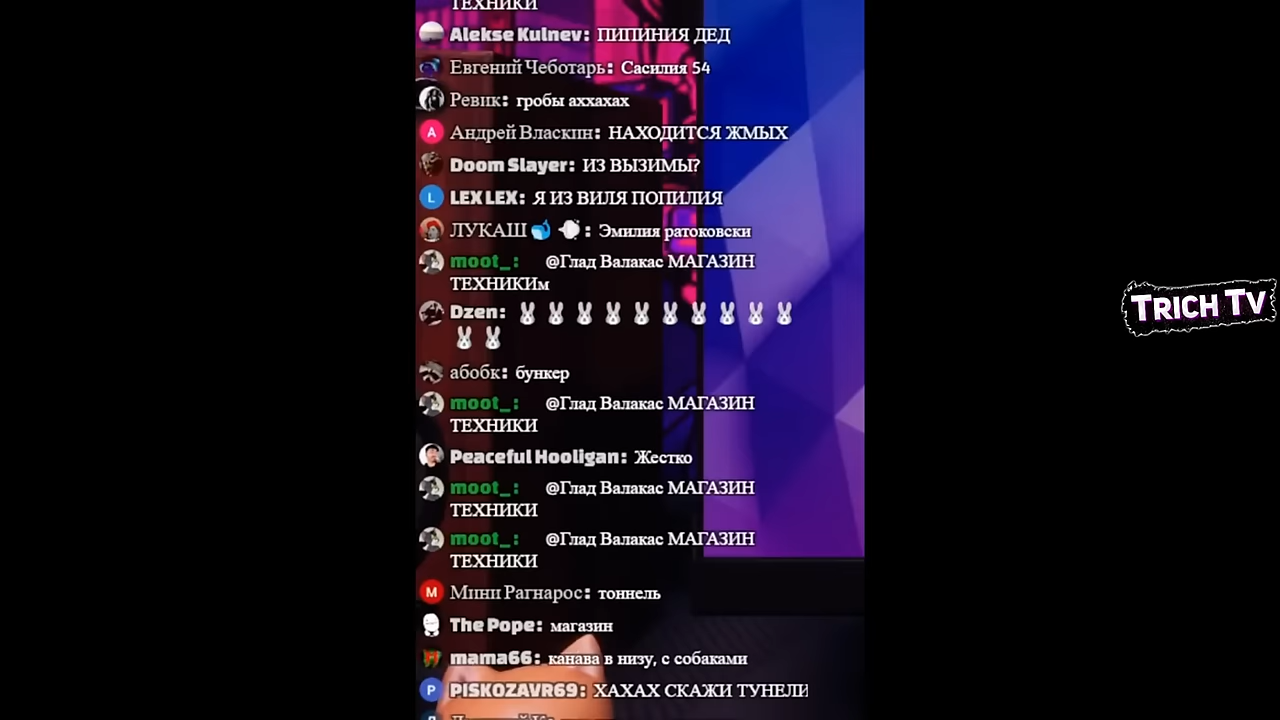 ТЕХНИКИ
Alekse Kulnev: ПИПИНИЯ ДЕД
Евгений Чеботарь: Сасилия 54
Ревик: гробы аххахах
A Андрей Власкин: НАХОДИТСЯ ЖМЫХ
Doom Slayer: ИЗ ВЫЗИМЫ?
L LEX LEX: Я ИЗ ВИЛЯ ПОПИЛИЯ
ЛУКАШ🐳 💨: Эмилия ратоковски
moot_: @Глад Валакас МАГАЗИН
ТЕХНИКИм
Dzen: 🐰 🐰 🐰 🐰 🐰 🐰 🐰 🐰 🐰 🐰
🐰 🐰
абобк: бункер
moot_: @Глад Валакас МАГАЗИН
ТЕХНИКИ
Peaceful Hooligan: Жестко
moot_: @Глад Валакас МАГАЗИН
ТЕХНИКИ
moot_: @Глад Валакас МАГАЗИН
ТЕХНИКИ
M Мини Рагнарос: тоннель
The Pope: магазин
mama66: канава в низу, с собаками
P PISKOZAVR69: ХАХАХ СКАЖИ ТУНЕЛИ
TRICH TV